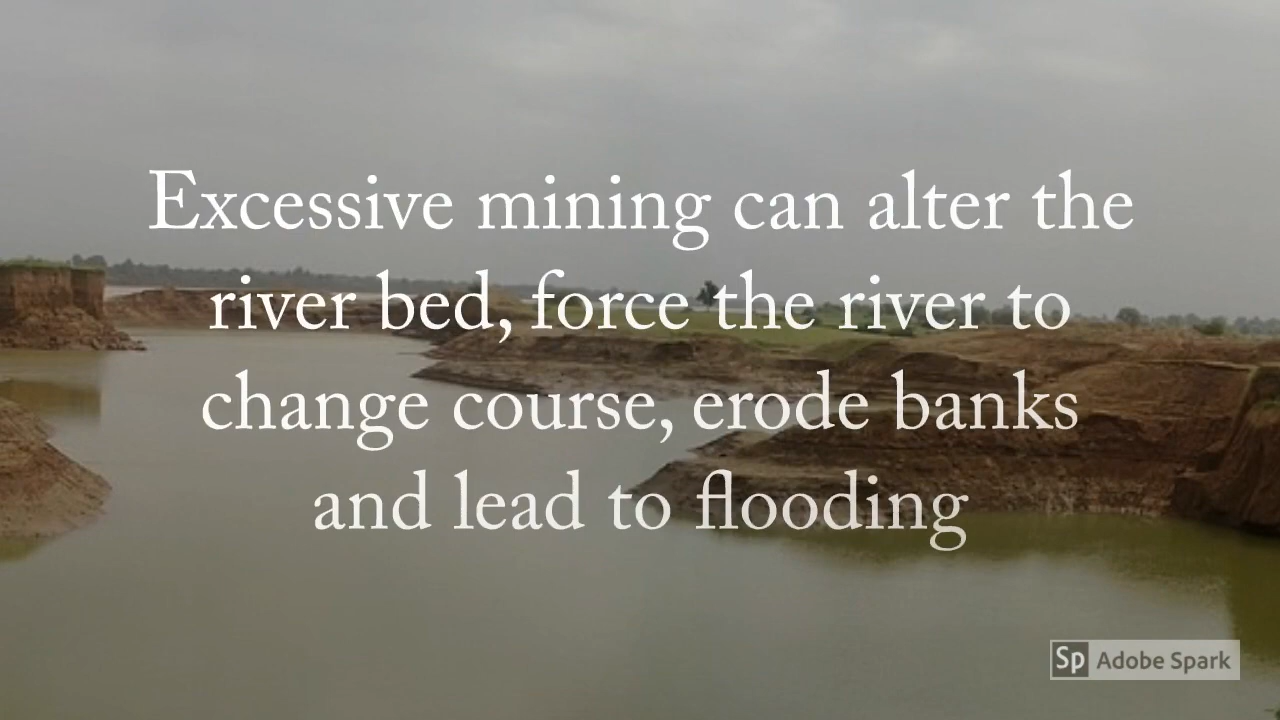 Excessive mining can alter the
river bed, force the river to
change course, erode banks
and lead to flooding
Sp Adobe Spark